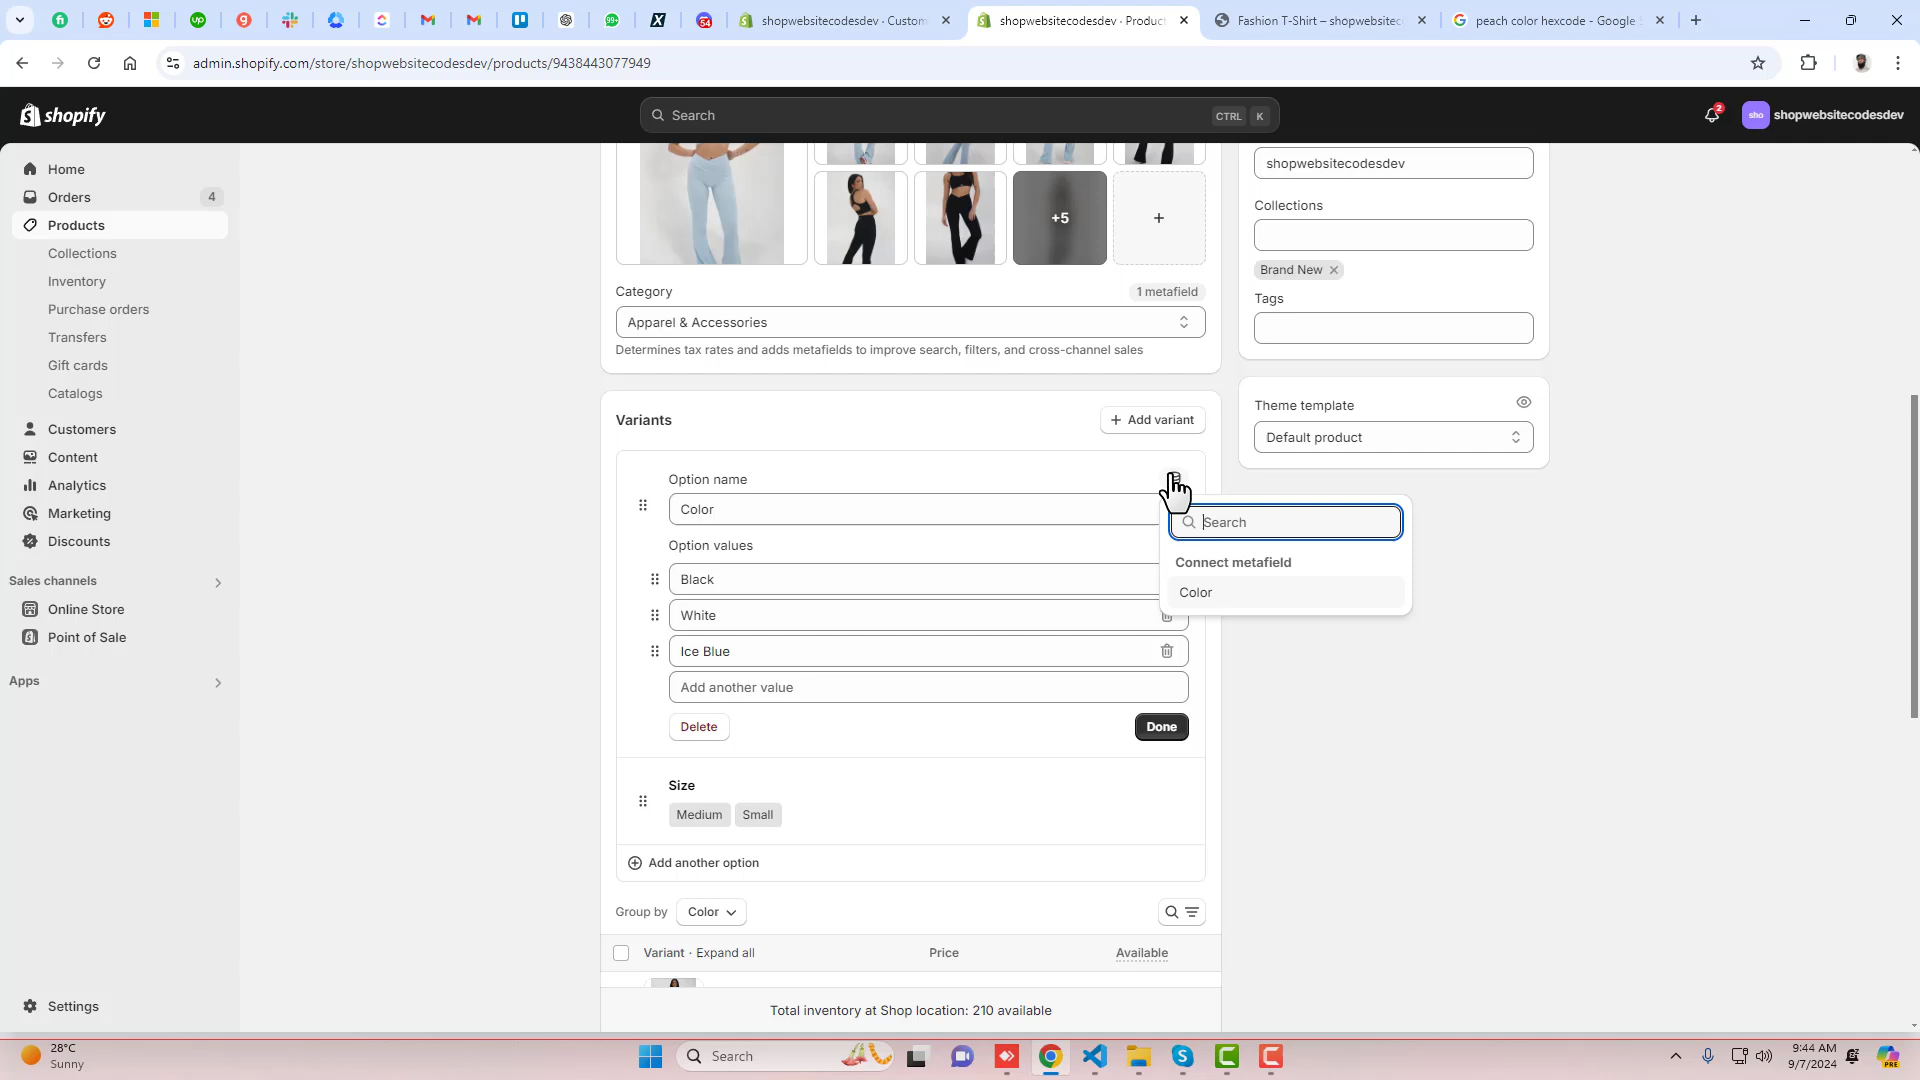 shopwebsitecodesdev · Custom
shopwebsitecodesdev · Product
Fashion T-Shirt – shopwebsitec
peach color hexcode - Google S
admin.shopify.com/store/shopwebsitecodesdev/products/9438443077949
shopify
Search
CTRL K
2
sho
shopwebsitecodesdev
Home
Orders 4
Products
Collections
Inventory
Purchase orders
Transfers
Gift cards
Catalogs
Customers
Content
Analytics
Marketing
Discounts
Sales channels
Online Store
Point of Sale
Apps
Settings
+5
Category
1 metafield
Apparel & Accessories
Determines tax rates and adds metafields to improve search, filters, and cross-channel sales
Variants
Add variant
Option name
Color
Option values
Black
White
Ice Blue
Add another value
Delete
Done
Size
Medium Small
Add another option
Group by Color
Variant · Expand all
Price
Available
Total inventory at Shop location: 210 available
Search
Connect metafield
Color
shopwebsitecodesdev
Collections
Brand New
Tags
Theme template
Default product
28°C
Sunny
Search
9:44 AM
9/7/2024
PRE